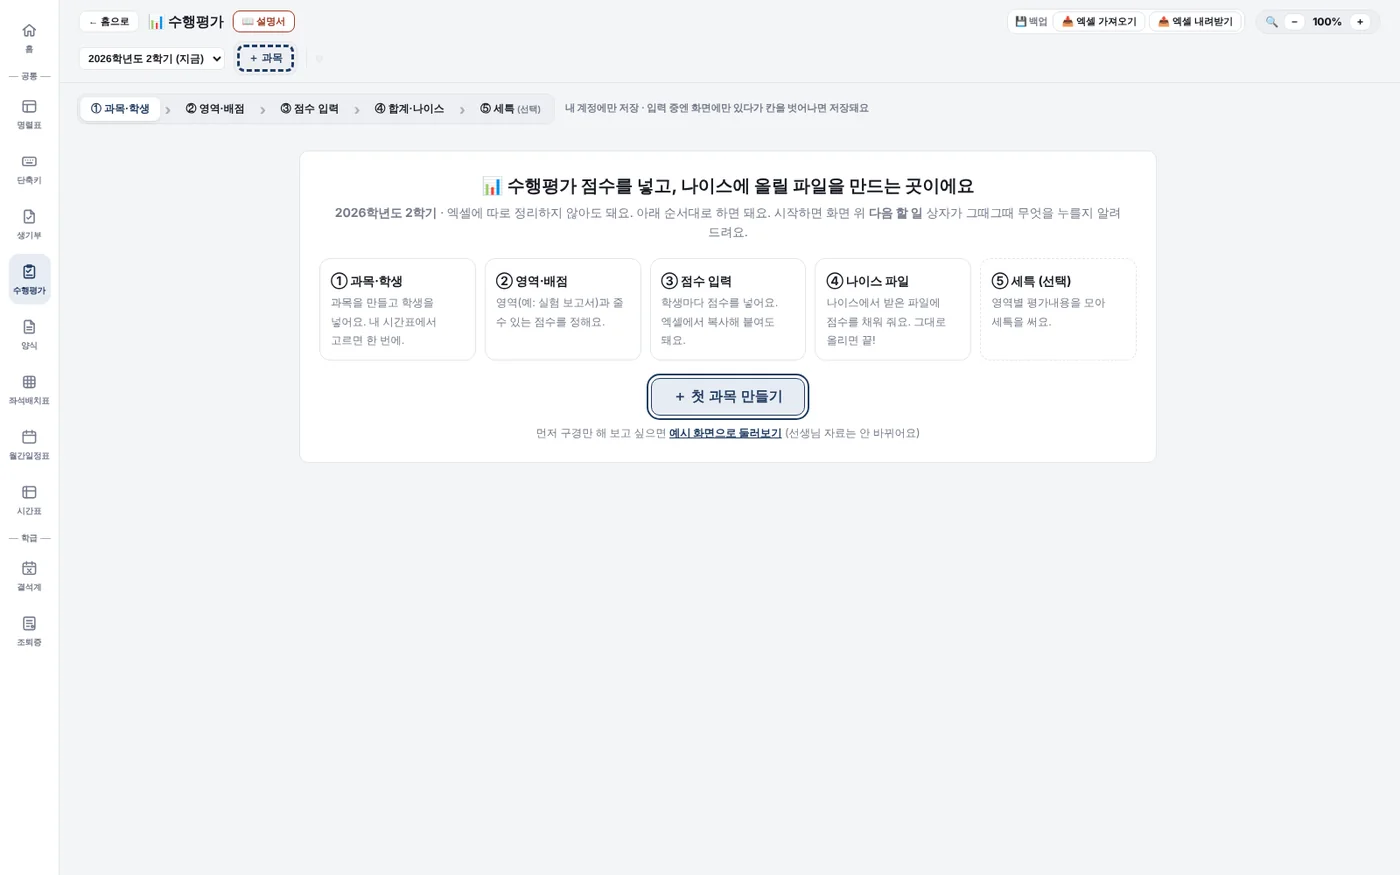 홈
공통
명렬표
단축키
생기부
수행평가
양식
좌석배치표
월간일정표
시간표
학급
결석계
조퇴증
← 홈으로
📊 수행평가
📖 설명서
💾 백업
📥 엑셀 가져오기
📤 엑셀 내려받기
🔍 − 100% +
2026학년도 2학기 (지금)
+ 과목
① 과목·학생 › ② 영역·배점 › ③ 점수 입력 › ④ 합계·나이스 › ⑤ 세특 (선택)
내 계정에만 저장 · 입력 중엔 화면에만 있다가 칸을 벗어나면 저장돼요
📊 수행평가 점수를 넣고, 나이스에 올릴 파일을 만드는 곳이에요
2026학년도 2학기 · 엑셀에 따로 정리하지 않아도 돼요. 아래 순서대로 하면 돼요. 시작하면 화면 위 다음 할 일 상자가 그때그때 무엇을 누를지 알려
드려요.
① 과목·학생
과목을 만들고 학생을
넣어요. 내 시간표에서
고르면 한 번에.
② 영역·배점
영역(예: 실험 보고서)과 줄
수 있는 점수를 정해요.
③ 점수 입력
학생마다 점수를 넣어요.
엑셀에서 복사해 붙여도
돼요.
④ 나이스 파일
나이스에서 받은 파일에
점수를 채워 줘요. 그대로
올리면 끝!
⑤ 세특 (선택)
영역별 평가내용을 모아
세특을 써요.
+ 첫 과목 만들기
먼저 구경만 해 보고 싶으면 예시 화면으로 둘러보기 (선생님 자료는 안 바뀌어요)